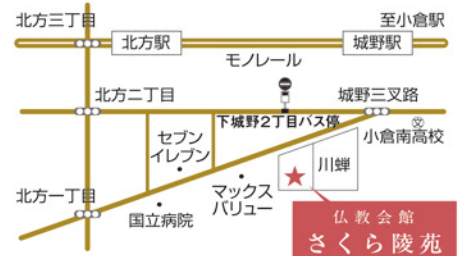 北方三丁目
至小倉駅
北方駅
城野駅
モノレール
北方二丁目
城野三叉路
下城野2丁目バス停
文
小倉南高校
セブン
イレブン
川蝉
マックス
バリュー
北方一丁目
国立病院
仏教会館
さくら陵苑